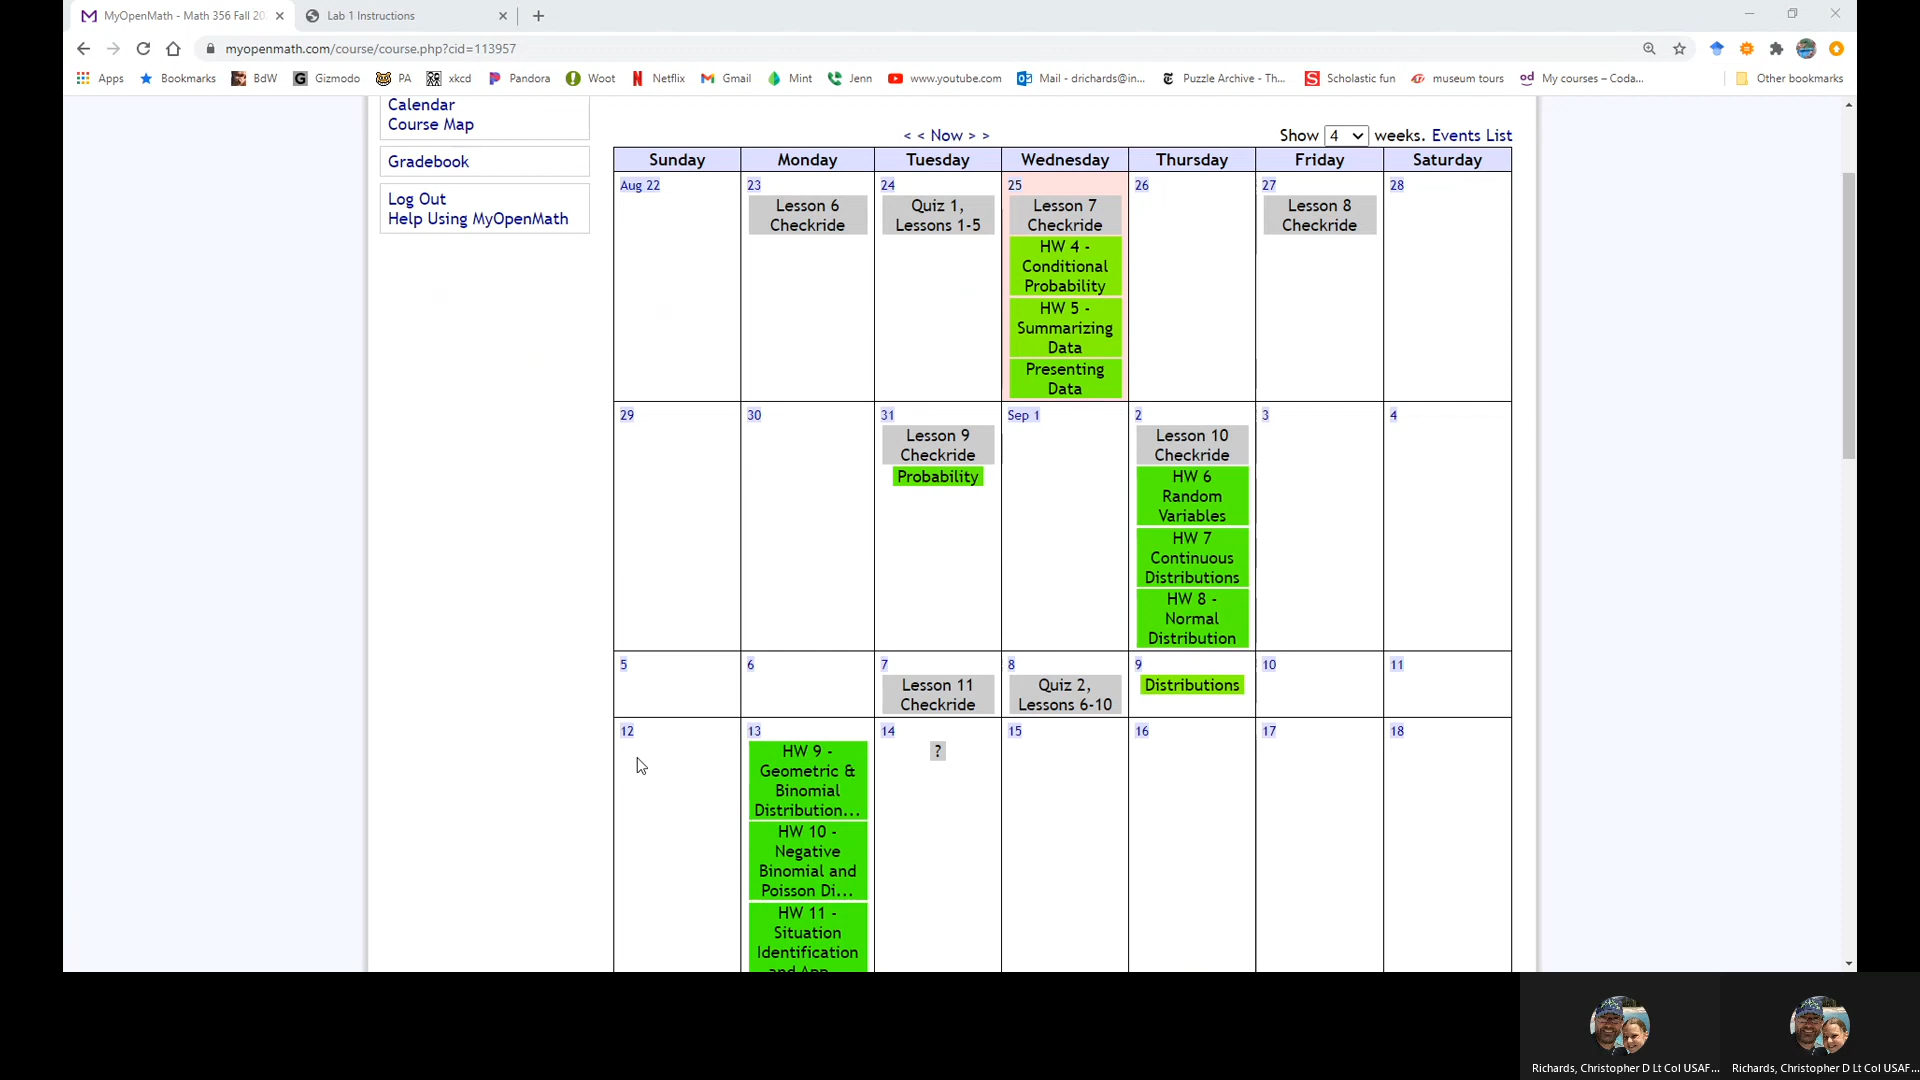 MyOpenMath - Math 356 Fall 20
Lab 1 Instructions
myopenmath.com/course/course.php?cid=113957
Apps
Bookmarks
BdW
Gizmodo
PA
xkcd
Pandora
Woot
Netflix
Gmail
Mint
Jenn
www.youtube.com
Mail - drichards@in...
Puzzle Archive - Th...
Scholastic fun
museum tours
My courses – Coda...
Other bookmarks
Calendar
Course Map
Gradebook
Log Out
Help Using MyOpenMath
< < Now > >
Show 4 weeks. Events List
Sunday Monday Tuesday Wednesday Thursday Friday Saturday
Aug 22
23
Lesson 6
Checkride
24
Quiz 1,
Lessons 1-5
25
Lesson 7
Checkride
HW 4 -
Conditional
Probability
HW 5 -
Summarizing
Data
Presenting
Data
26
27
Lesson 8
Checkride
28
29
30
31
Lesson 9
Checkride
Probability
Sep 1
2
Lesson 10
Checkride
HW 6
Random
Variables
HW 7
Continuous
Distributions
HW 8 -
Normal
Distribution
3
4
5
6
7
Lesson 11
Checkride
8
Quiz 2,
Lessons 6-10
9
Distributions
10
11
12
13
HW 9 -
Geometric &
Binomial
Distribution...
HW 10 -
Negative
Binomial and
Poisson Di...
HW 11 -
Situation
Identification
and App...
14
?
15
16
17
18
Richards, Christopher D Lt Col USAF...
Richards, Christopher D Lt Col USAF...